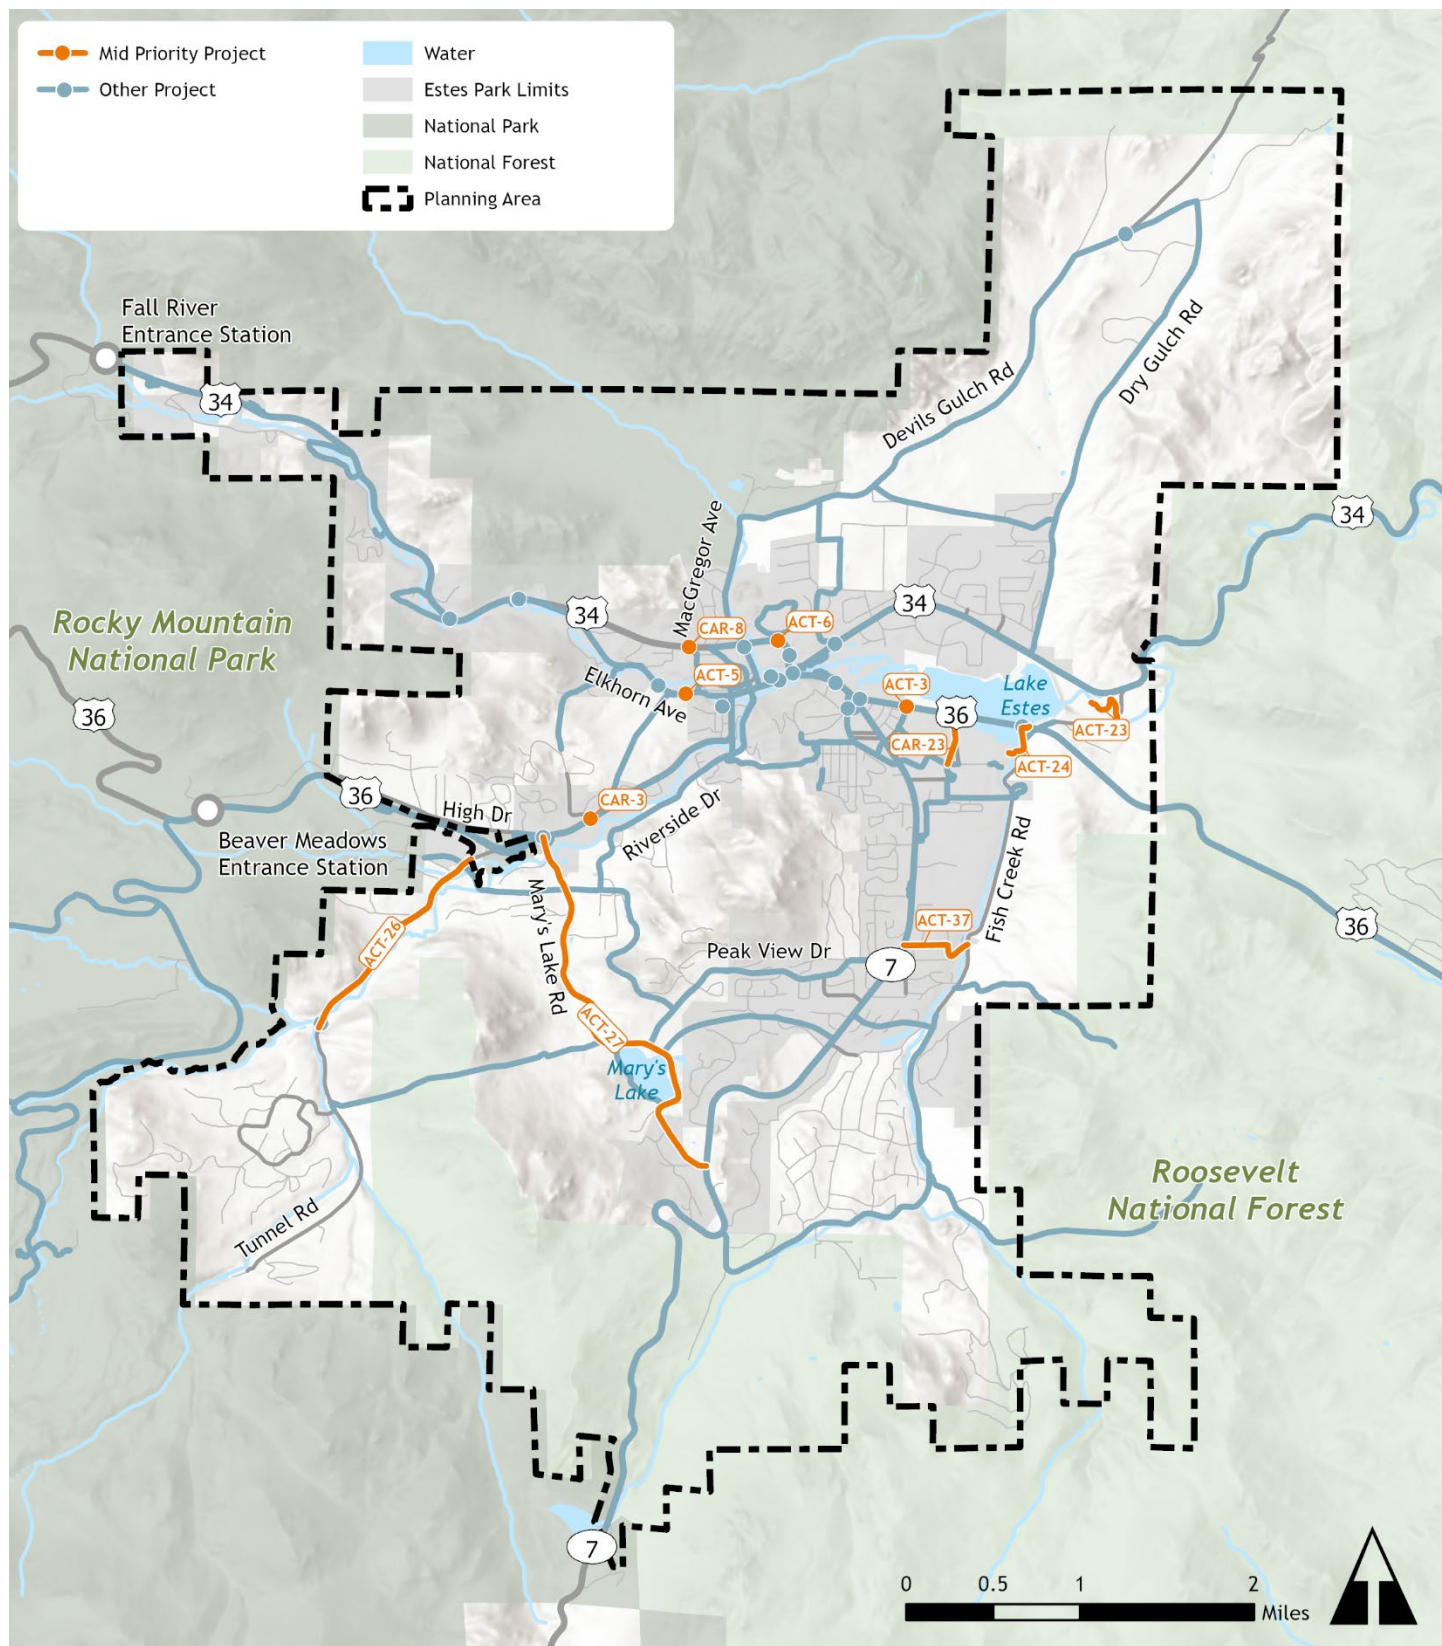 Mid Priority Project
Other Project
Water
Estes Park Limits
National Park
National Forest
Planning Area
Fall River
Entrance Station
34
Devils Gulch Rd
Dry Gulch Rd
34
MacGregor Ave
34
34
Rocky Mountain
National Park
CAR-8
ACT-6
Elkhorn Ave
ACT-5
ACT-3
Lake
Estes
36
36
ACT-23
CAR-23
ACT-24
36
High Dr
CAR-3
Riverside Dr
Beaver Meadows
Entrance Station
Mary's Lake Rd
Fish Creek Rd
ACT-26
ACT-37
36
Peak View Dr
7
ACT-27
Mary's
Lake
Roosevelt
National Forest
Tunnel Rd
7
0 0.5 1 2
Miles